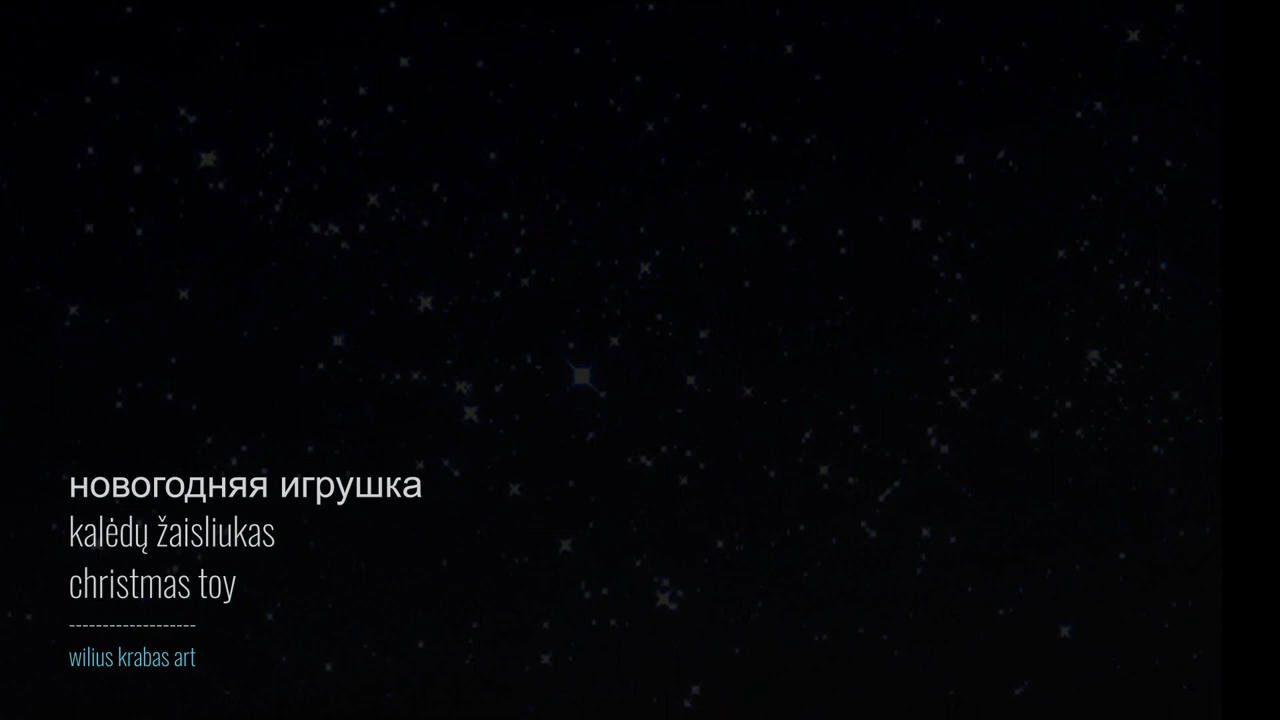 новогодняя игрушка
kalėdų žaisliukas
christmas toy
-------------------
wilius krabas art